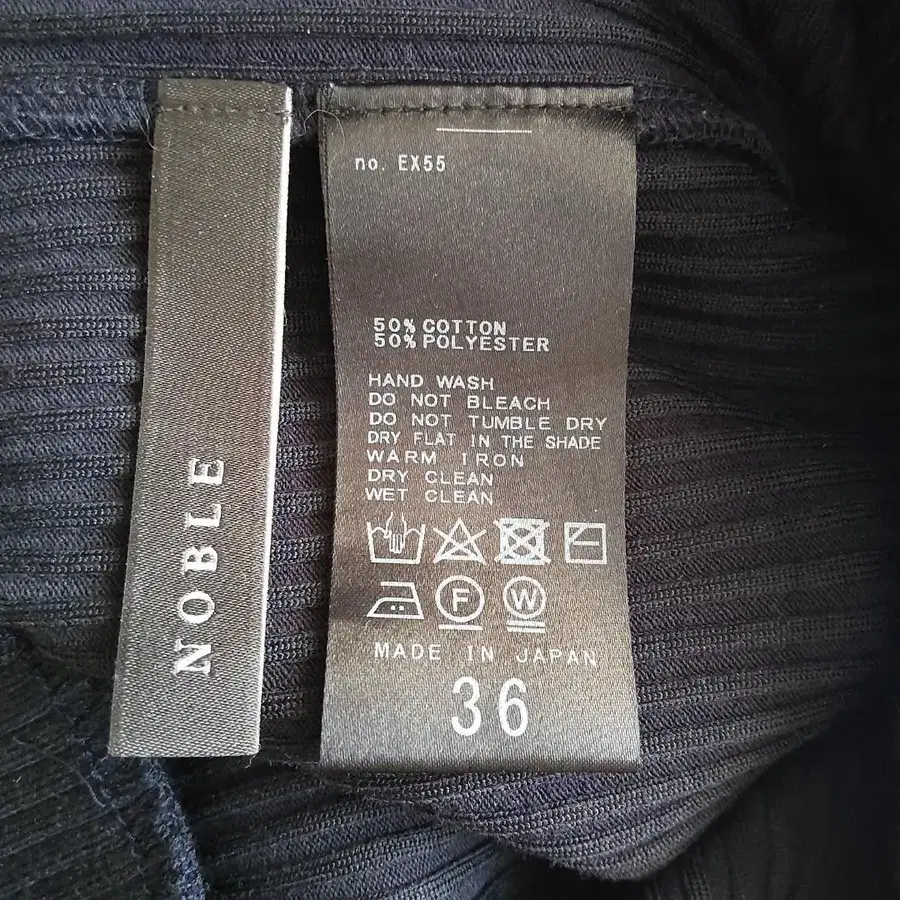 NOBLE
no. EX55
50% COTTON
50% POLYESTER
HAND WASH
DO NOT BLEACH
DO NOT TUMBLE DRY
DRY FLAT IN THE SHADE
WARM IRON
DRY CLEAN
WET CLEAN
F W
MADE IN JAPAN
36